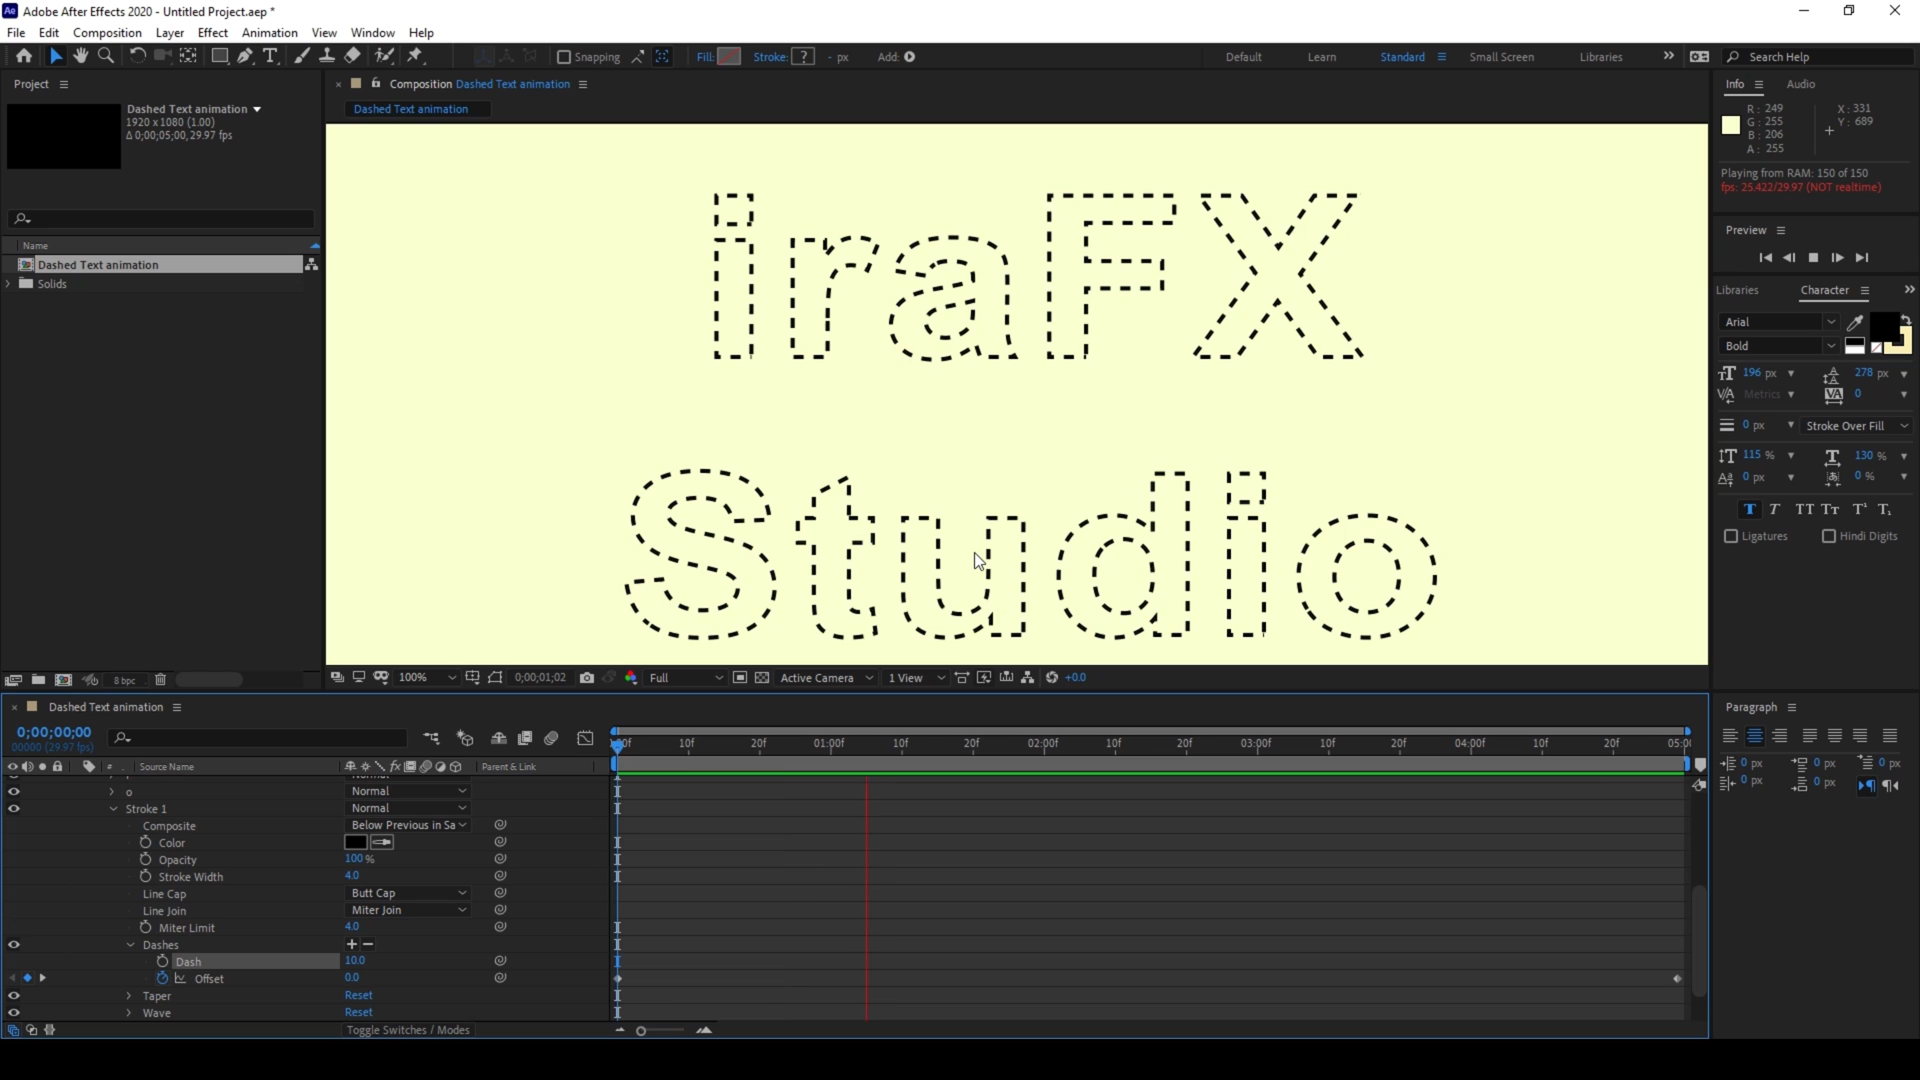 Ae Adobe After Effects 2020 - Untitled Project.aep *
File Edit Composition Layer Effect Animation View Window Help
Snapping Fill: Stroke: ? - px Add: Default Learn Standard Small Screen Libraries Search Help
Project
Dashed Text animation
1920 x 1080 (1.00)
Δ 0;00;05;00, 29.97 fps
Name
Dashed Text animation
Solids
8 bpc
Composition Dashed Text animation
Dashed Text animation
iraFX
Studio
100% 0;00;01;02 Full Active Camera 1 View +0.0
Info Audio
R: 249 X: 331
G: 255 Y: 689
B: 206
A: 255
Playing from RAM: 150 of 150
fps: 25.422/29.97 (NOT realtime)
Preview
Libraries Character
Arial
Bold
196 px 278 px
Metrics 0
0 px Stroke Over Fill
115 % 130 %
0 px 0 %
T T TT Tr T¹ T₁
Ligatures Hindi Digits
Paragraph
0 px 0 px 0 px
0 px 0 px
Dashed Text animation
0;00;00;00
00000 (29.97 fps)
10f 20f 01:00f 10f 20f 02:00f 10f 20f 03:00f 10f 20f 04:00f 10f 20f
# Source Name Parent & Link
o Normal
Stroke 1 Normal
Composite Below Previous in Sa
Color
Opacity 100 %
Stroke Width 4.0
Line Cap Butt Cap
Line Join Miter Join
Miter Limit 4.0
Dashes + −
Dash 10.0
Offset 0.0
Taper Reset
Wave Reset
Toggle Switches / Modes